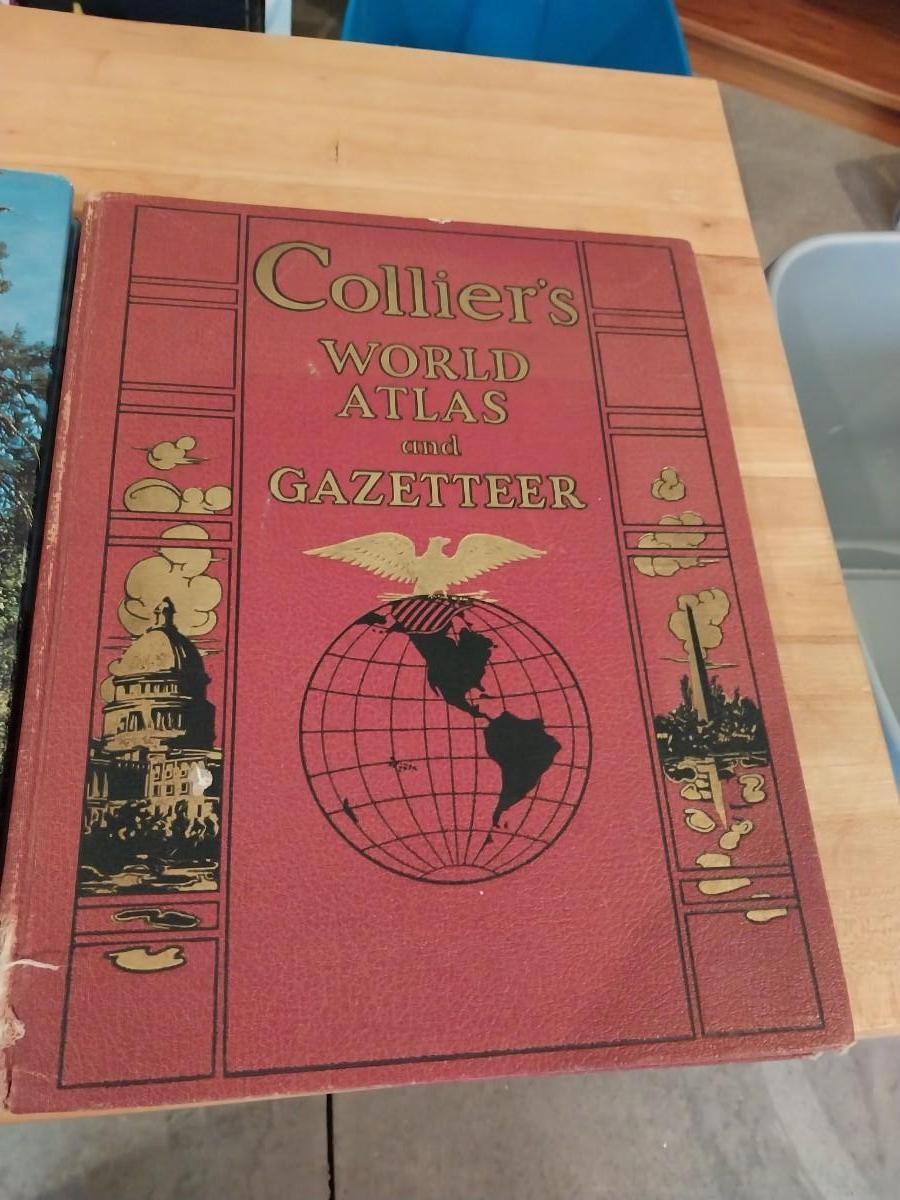 Collier's
WORLD
ATLAS
and
GAZETTEER